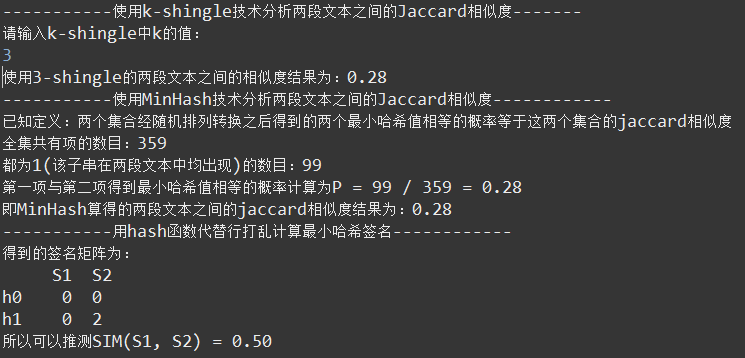 -----------使用k-shingle技术分析两段文本之间的Jaccard相似度-------
请输入k-shingle中k的值:
3
使用3-shingle的两段文本之间的相似度结果为:0.28
-----------使用MinHash技术分析两段文本之间的Jaccard相似度------------
已知定义:两个集合经随机排列转换之后得到的两个最小哈希值相等的概率等于这两个集合的jaccard相似度
全集共有项的数目:359
都为1(该子串在两段文本中均出现)的数目:99
第一项与第二项得到最小哈希值相等的概率计算为P = 99 / 359 = 0.28
即MinHash算得的两段文本之间的jaccard相似度结果为:0.28
-----------用hash函数代替行打乱计算最小哈希签名------------
得到的签名矩阵为:
     S1  S2
h0    0  0
h1    0  2
所以可以推测SIM(S1, S2) = 0.50